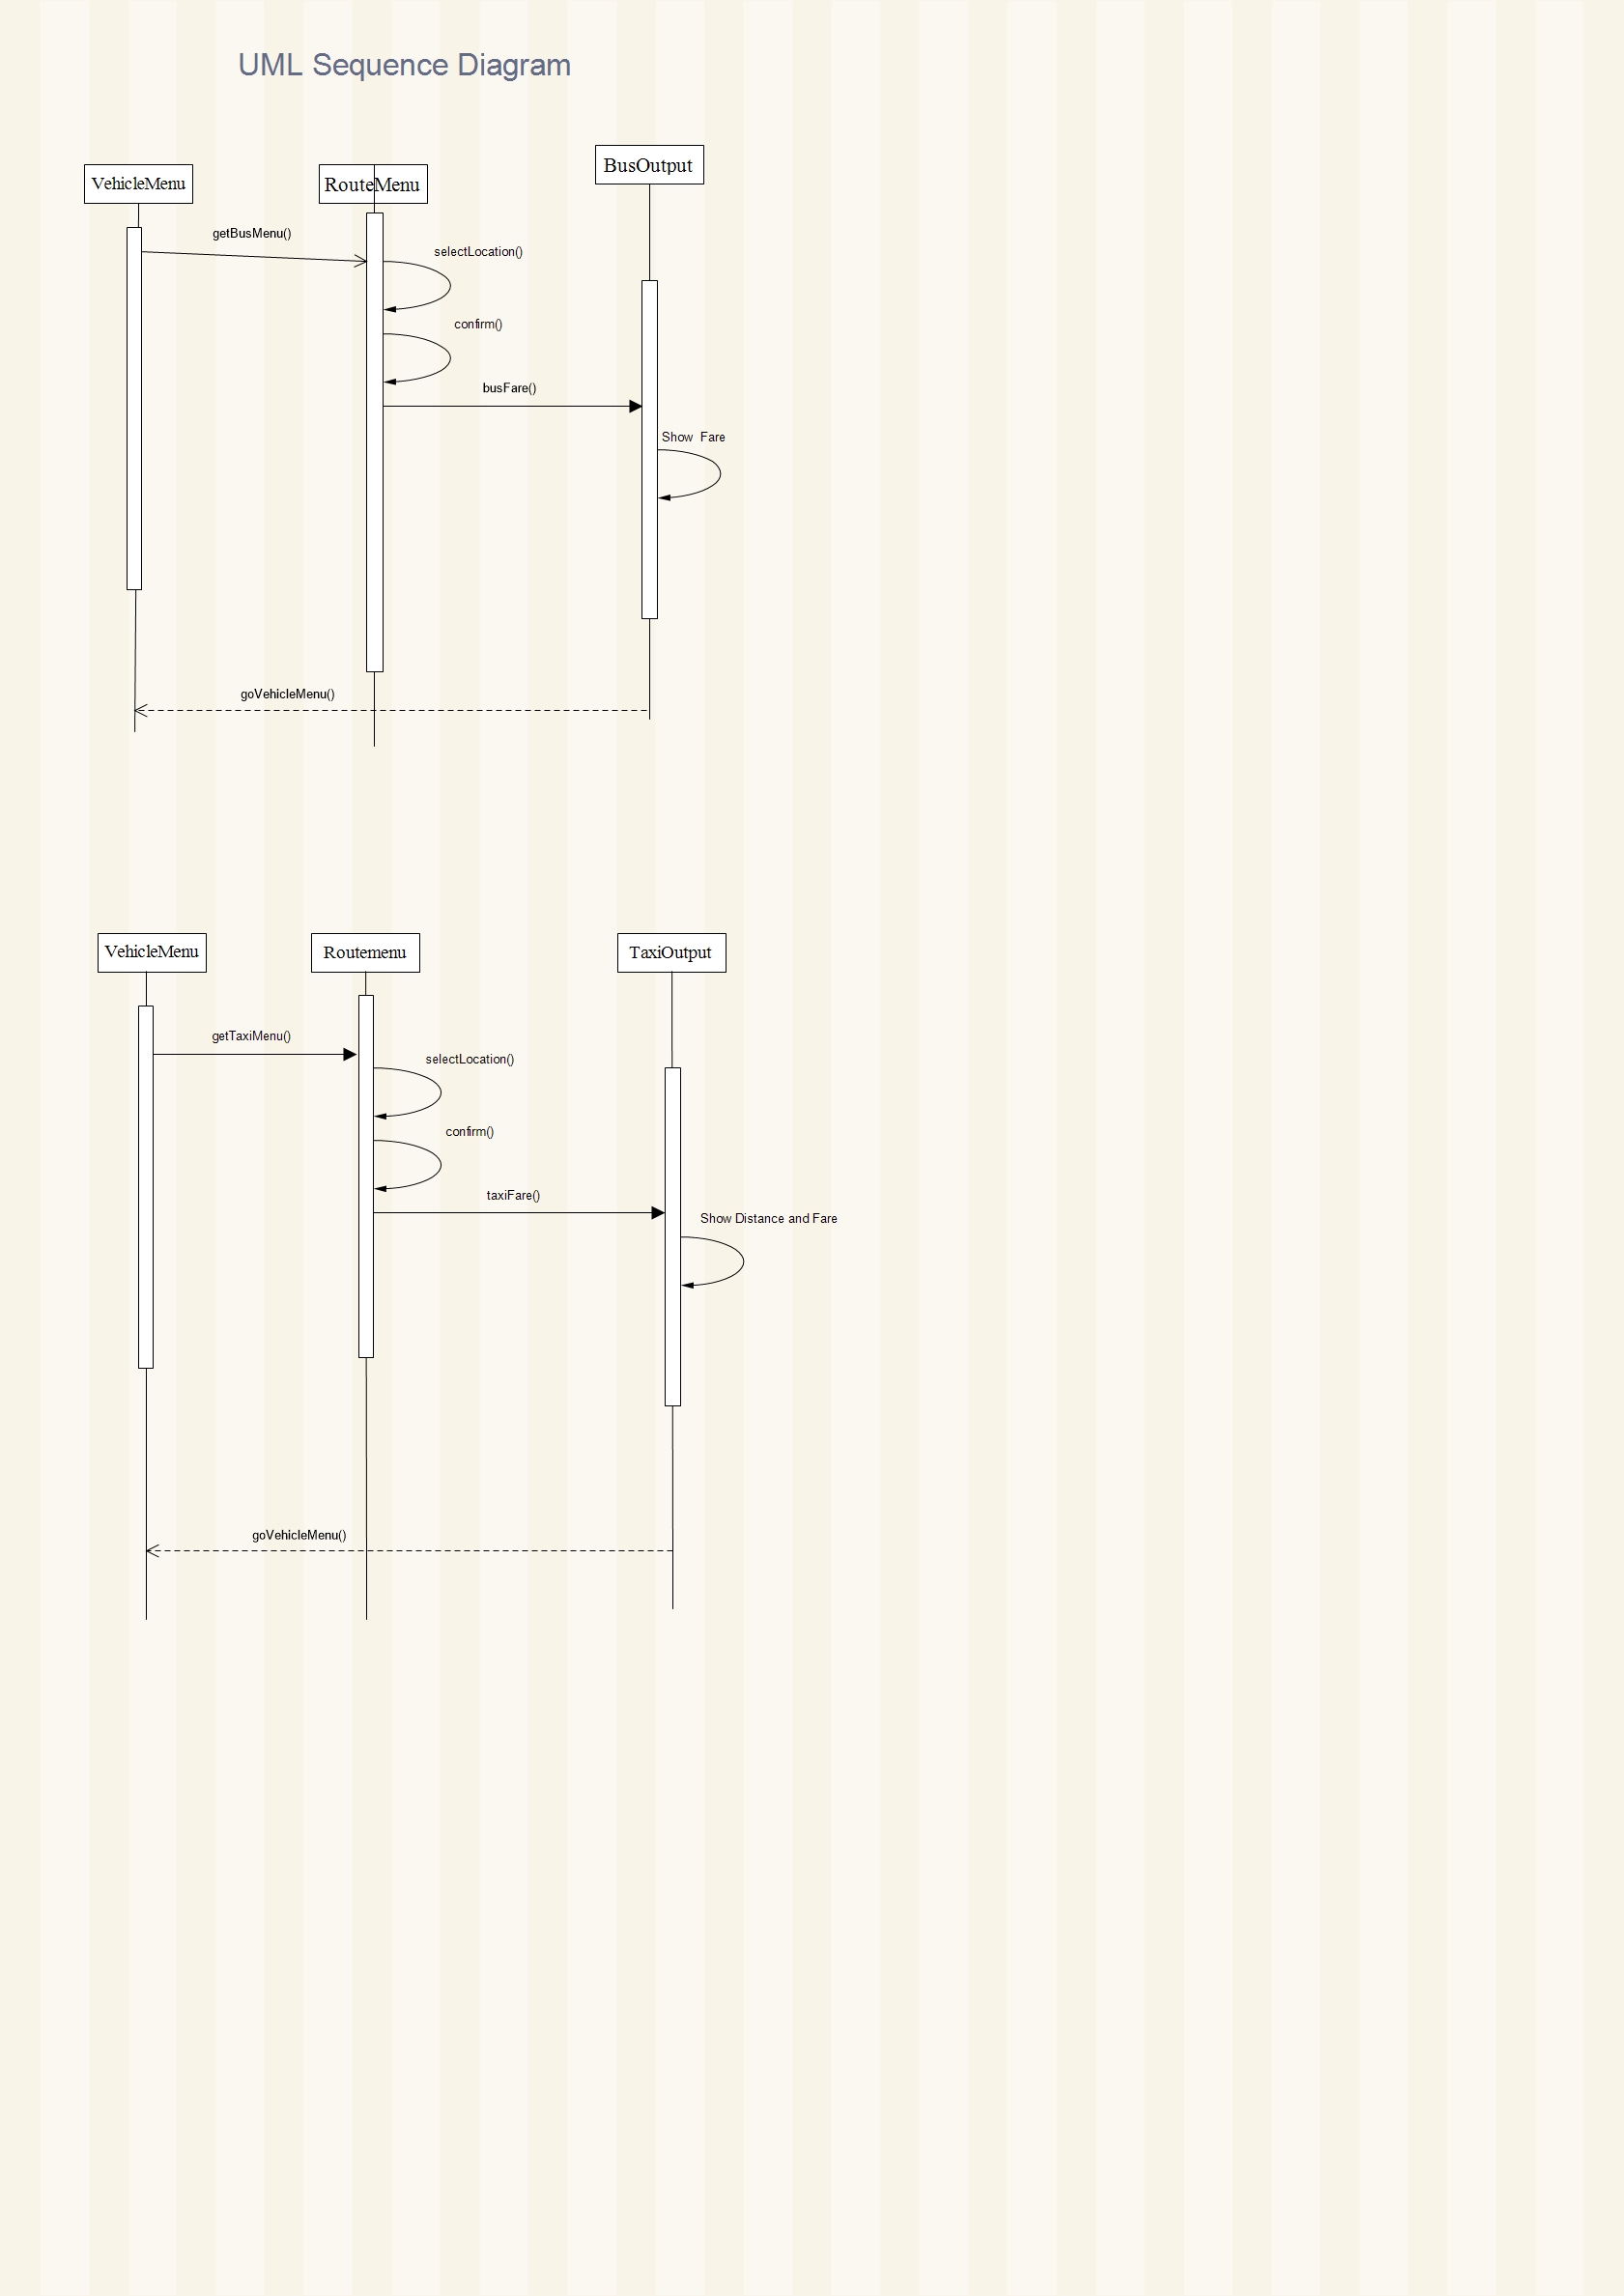 UML Sequence Diagram
VehicleMenu
RouteMenu
BusOutput
getBusMenu()
selectLocation()
confirm()
busFare()
Show Fare
goVehicleMenu()
VehicleMenu
Routemenu
TaxiOutput
getTaxiMenu()
selectLocation()
confirm()
taxiFare()
Show Distance and Fare
goVehicleMenu()